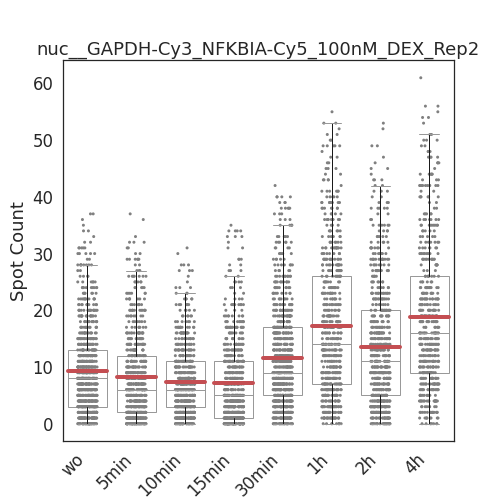 nuc__GAPDH-Cy3_NFKBIA-Cy5_100nM_DEX_Rep2
60
50
40
30
20
10
0
Spot Count
wo
5min
10min
15min
30min
1h
2h
4h